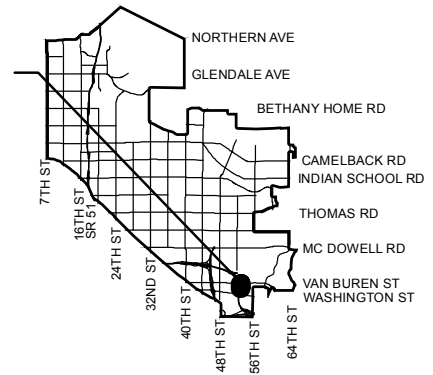 NORTHERN AVE
GLENDALE AVE
BETHANY HOME RD
CAMELBACK RD
INDIAN SCHOOL RD
THOMAS RD
MC DOWELL RD
VAN BUREN ST
WASHINGTON ST
7TH ST
16TH ST
SR 51
24TH ST
32ND ST
40TH ST
48TH ST
56TH ST
64TH ST